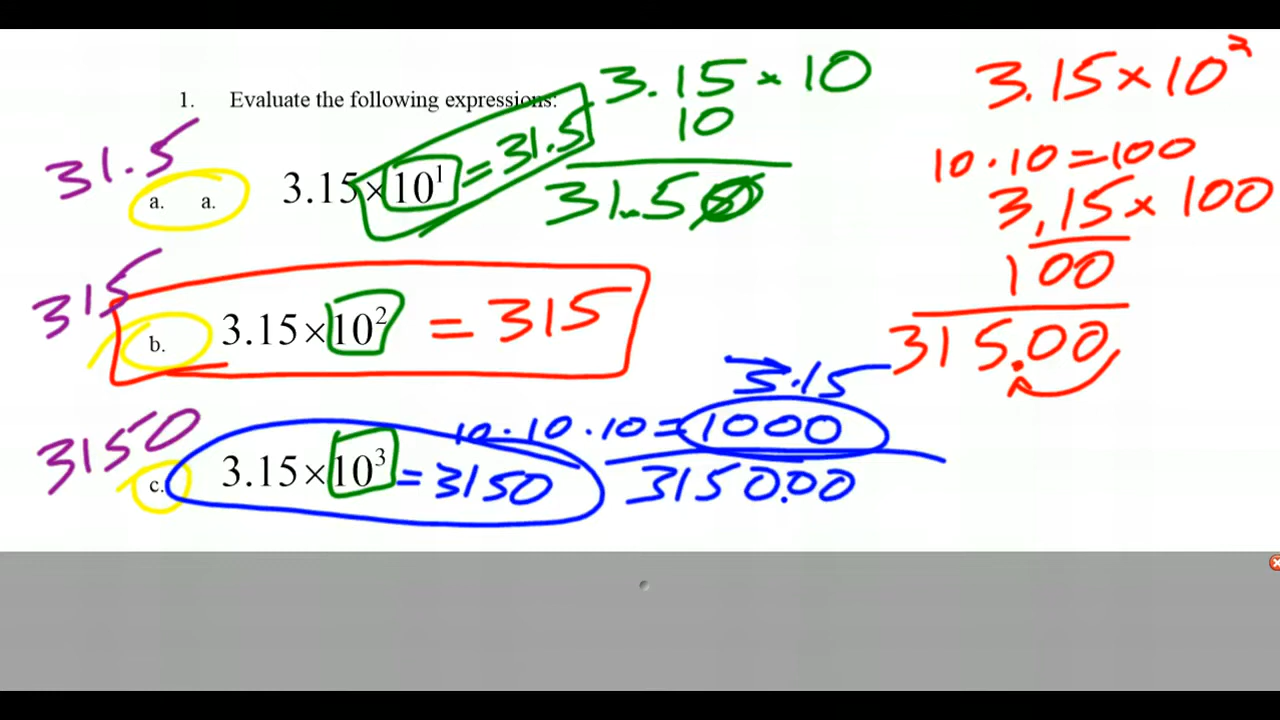 1. Evaluate the following expressions:
3.15 × 10
10
31.50
31.5
a. a. 3.15×10¹ = 31.5
3.15 × 10²
10 · 10 = 100
3.15 × 100
100
315.00
315
b. 3.15×10² = 315
3150
c. 3.15×10³ = 3150
3.15
10 · 10 · 10 = 1000
3150.00